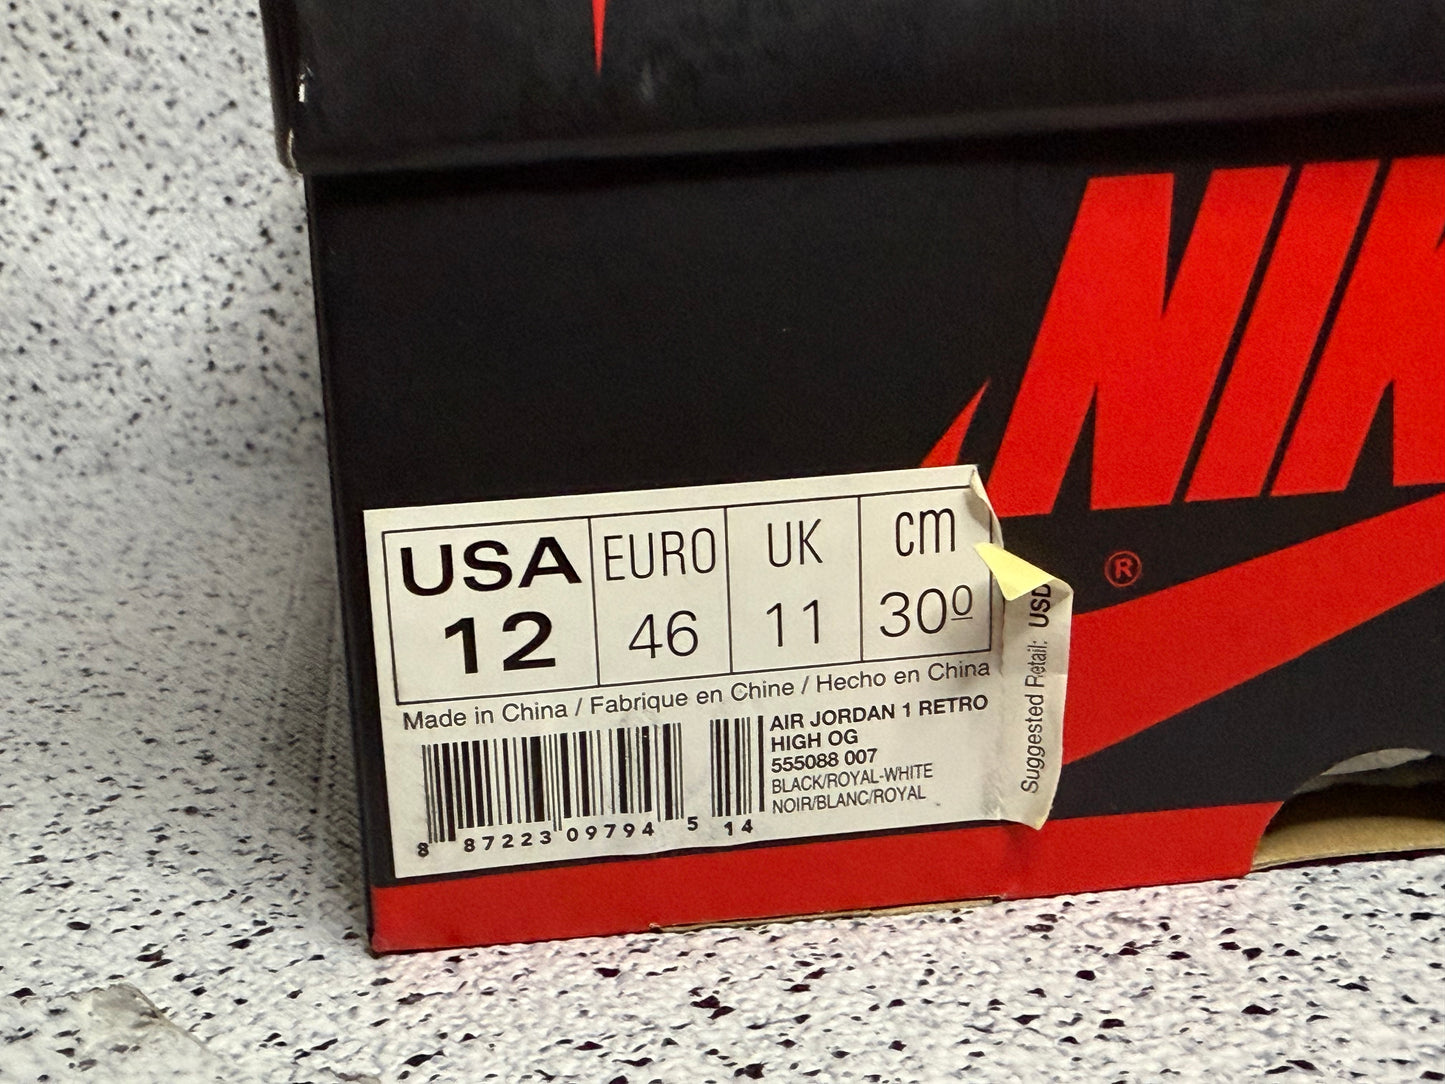 NIK
®
USA EURO UK cm
12 46 11 30º
Made in China / Fabrique en Chine / Hecho en China
AIR JORDAN 1 RETRO
HIGH OG
555088 007
BLACK/ROYAL-WHITE
NOIR/BLANC/ROYAL
8 87223 09794 5 14
Suggested Retail: USD